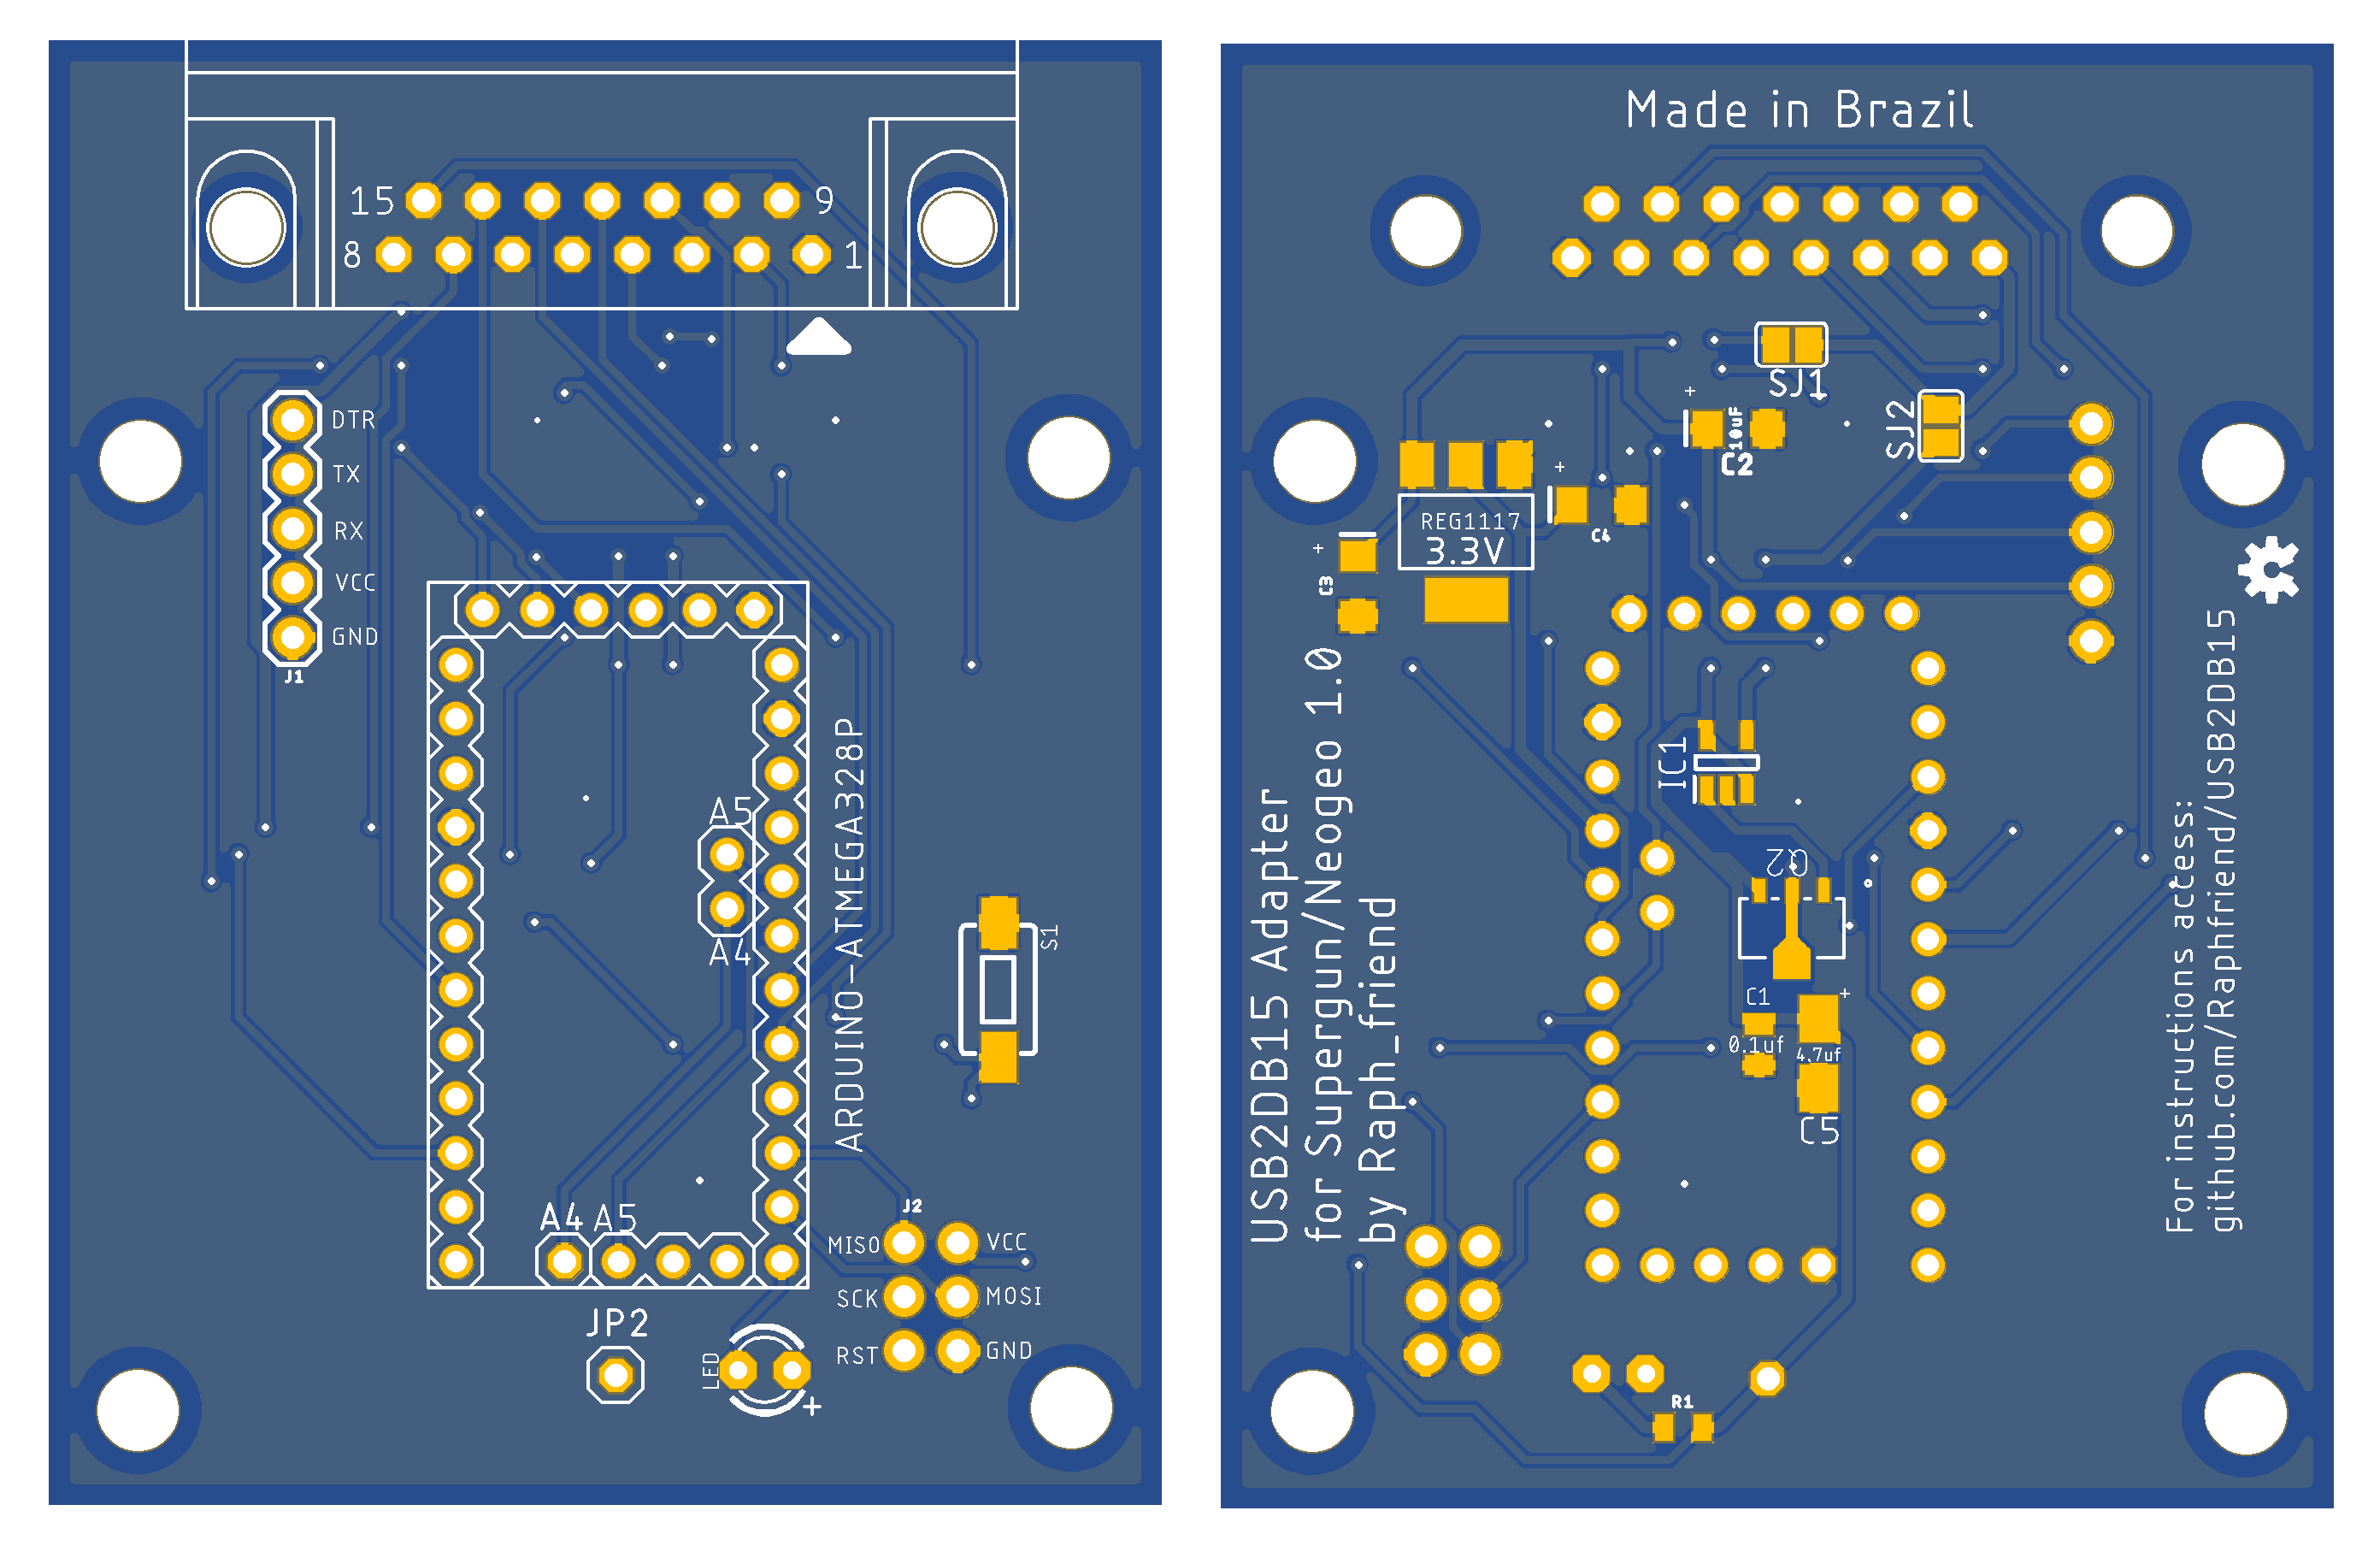 15
9
8
1
DTR
TX
RX
VCC
GND
J1
A5
A4
ARDUINO-ATMEGA328P
S1
A4 A5
J2
MISO
VCC
SCK
MOSI
RST
GND
JP2
LED
+
Made in Brazil
SJ1
SJ2
+
10uF
C2
+
C4
REG1117
3.3V
+
C3
IC1
Q2
C1
+
0.1uf
4.7uf
C5
R1
USB2DB15 Adapter
for Supergun/Neogeo 1.0
by Raph_friend
For instructions access:
github.com/Raphfriend/USB2DB15